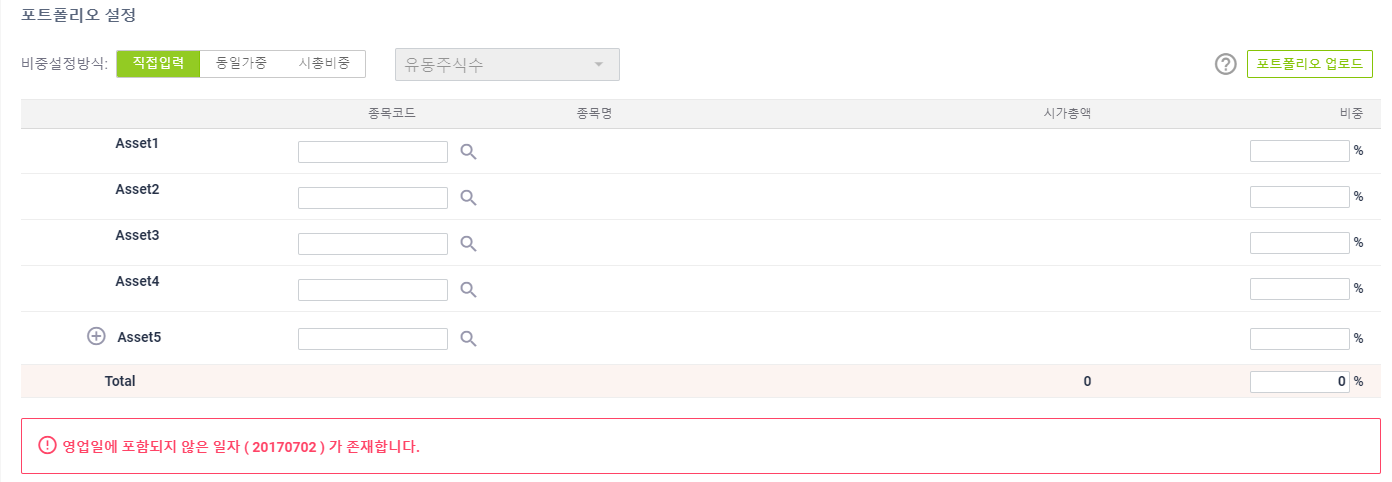 포트폴리오 설정
비중설정방식: 직접입력 동일가중 시총비중 유동주식수 포트폴리오 업로드
종목코드 종목명 시가총액 비중
Asset1 %
Asset2 %
Asset3 %
Asset4 %
Asset5 %
Total 0 0 %
영업일에 포함되지 않은 일자 ( 20170702 ) 가 존재합니다.